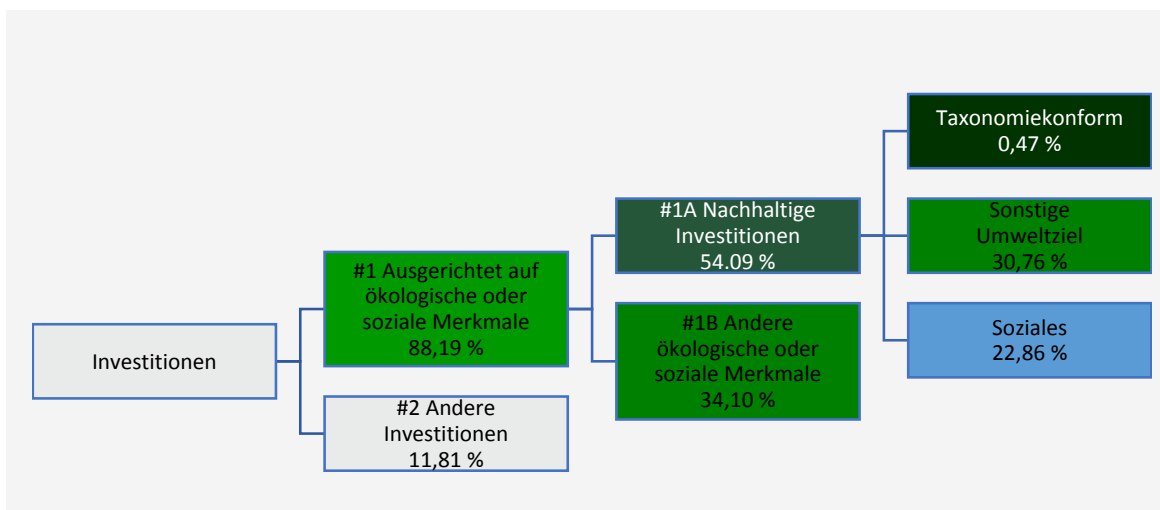 Investitionen
#1 Ausgerichtet auf
ökologische oder
soziale Merkmale
88,19 %
#2 Andere
Investitionen
11,81 %
#1A Nachhaltige
Investitionen
54.09 %
#1B Andere
ökologische oder
soziale Merkmale
34,10 %
Taxonomiekonform
0,47 %
Sonstige
Umweltziel
30,76 %
Soziales
22,86 %